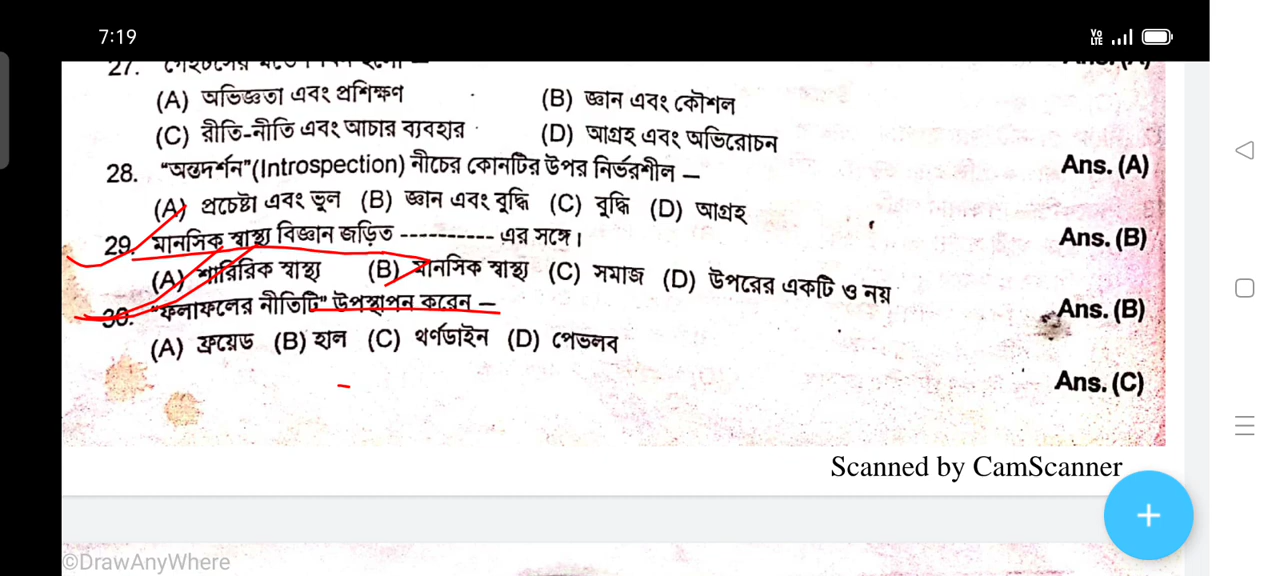 7:19
Vo LTE
27.
(A) অভিজ্ঞতা এবং প্রশিক্ষণ (B) জ্ঞান এবং কৌশল
(C) রীতি-নীতি এবং আচার ব্যবহার (D) আগ্রহ এবং অভিরোচন
28. “অন্তদর্শন”(Introspection) নীচের কোনটির উপর নির্ভরশীল – Ans. (A)
(A) প্রচেষ্টা এবং ভুল (B) জ্ঞান এবং বুদ্ধি (C) বুদ্ধি (D) আগ্রহ
29. মানসিক স্বাস্থ্য বিজ্ঞান জড়িত ---------- এর সঙ্গে। Ans. (B)
(A) শারিরিক স্বাস্থ্য (B) মানসিক স্বাস্থ্য (C) সমাজ (D) উপরের একটি ও নয়
30. “ফলাফলের নীতিটি” উপস্থাপন করেন – Ans. (B)
(A) ফ্রয়েড (B) হাল (C) থর্ণডাইন (D) পেভলব
Ans. (C)
Scanned by CamScanner
©DrawAnyWhere